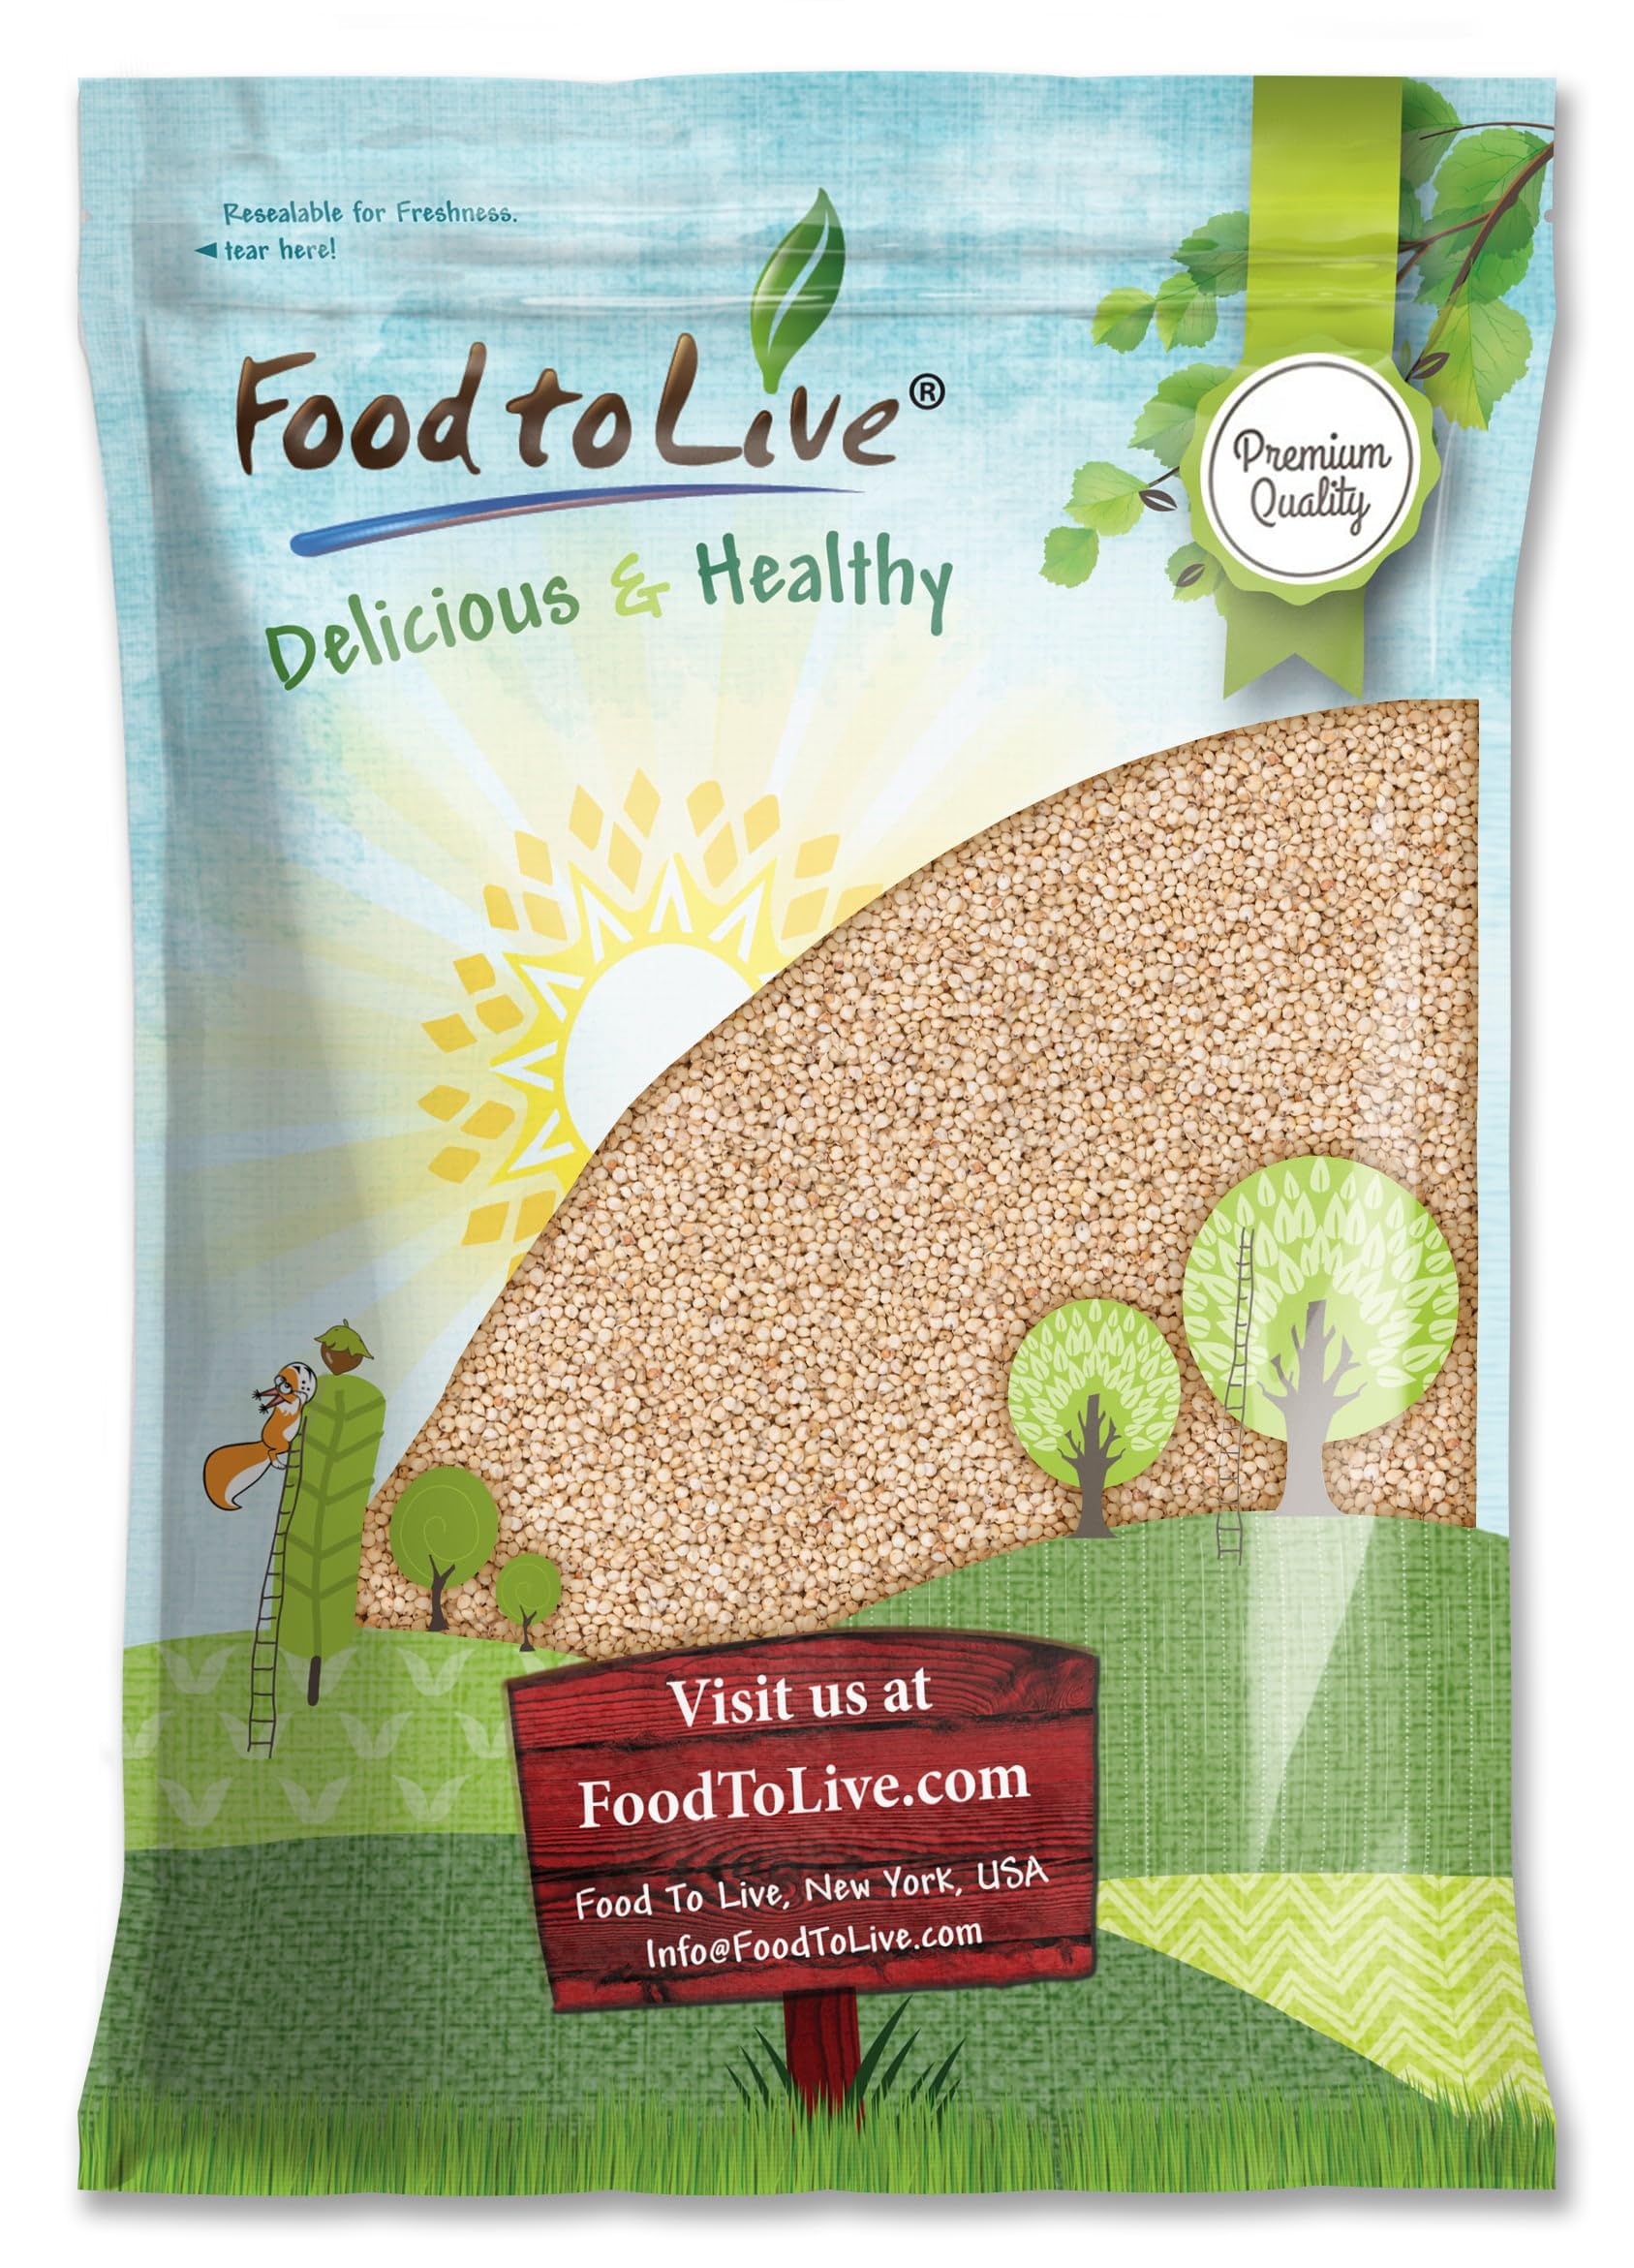 Resealable for Freshness.
tear here!
Food to Live®
Delicious & Healthy
Premium
Quality
Visit us at
FoodToLive.com
Food To Live, New York, USA
Info@FoodToLive.com